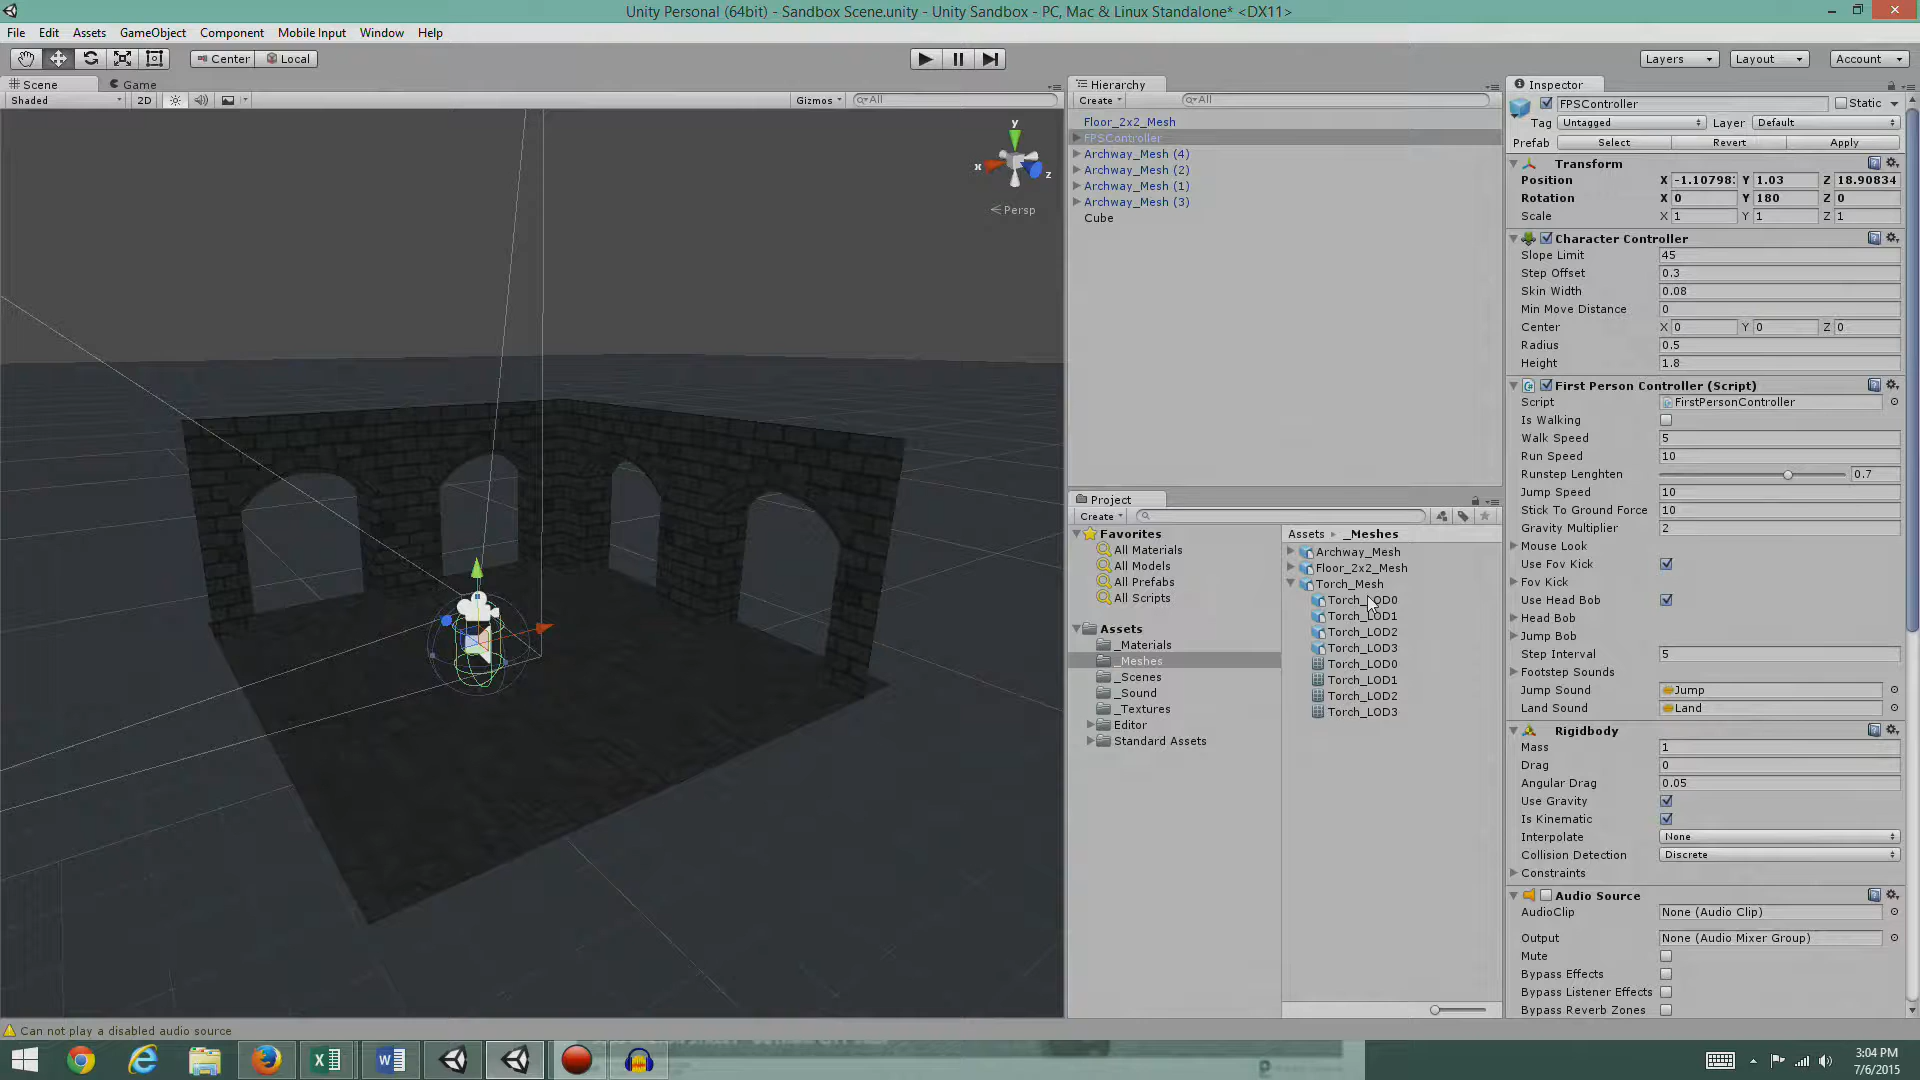 Unity Personal (64bit) - Sandbox Scene.unity - Unity Sandbox - PC, Mac & Linux Standalone* <DX11>
File Edit Assets GameObject Component Mobile Input Window Help
Center Local
Layers Layout Account
Scene Game
Shaded 2D Gizmos All
y
x
z
Persp
Hierarchy
Create All
Floor_2x2_Mesh
FPSController
Archway_Mesh (4)
Archway_Mesh (2)
Archway_Mesh (1)
Archway_Mesh (3)
Cube
Project
Create
Favorites
All Materials
All Models
All Prefabs
All Scripts
Assets
_Materials
_Meshes
_Scenes
_Sound
_Textures
Editor
Standard Assets
Assets _Meshes
Archway_Mesh
Floor_2x2_Mesh
Torch_Mesh
Torch_LOD0
Torch_LOD1
Torch_LOD2
Torch_LOD3
Torch_LOD0
Torch_LOD1
Torch_LOD2
Torch_LOD3
Inspector
FPSController Static
Tag Untagged Layer Default
Prefab Select Revert Apply
Transform
Position X -1.10798 Y 1.03 Z 18.90834
Rotation X 0 Y 180 Z 0
Scale X 1 Y 1 Z 1
Character Controller
Slope Limit 45
Step Offset 0.3
Skin Width 0.08
Min Move Distance 0
Center X 0 Y 0 Z 0
Radius 0.5
Height 1.8
First Person Controller (Script)
Script FirstPersonController
Is Walking
Walk Speed 5
Run Speed 10
Runstep Lenghten 0.7
Jump Speed 10
Stick To Ground Force 10
Gravity Multiplier 2
Mouse Look
Use Fov Kick
Fov Kick
Use Head Bob
Head Bob
Jump Bob
Step Interval 5
Footstep Sounds
Jump Sound Jump
Land Sound Land
Rigidbody
Mass 1
Drag 0
Angular Drag 0.05
Use Gravity
Is Kinematic
Interpolate None
Collision Detection Discrete
Constraints
Audio Source
AudioClip None (Audio Clip)
Output None (Audio Mixer Group)
Mute
Bypass Effects
Bypass Listener Effects
Bypass Reverb Zones
Can not play a disabled audio source
3:04 PM
7/6/2015